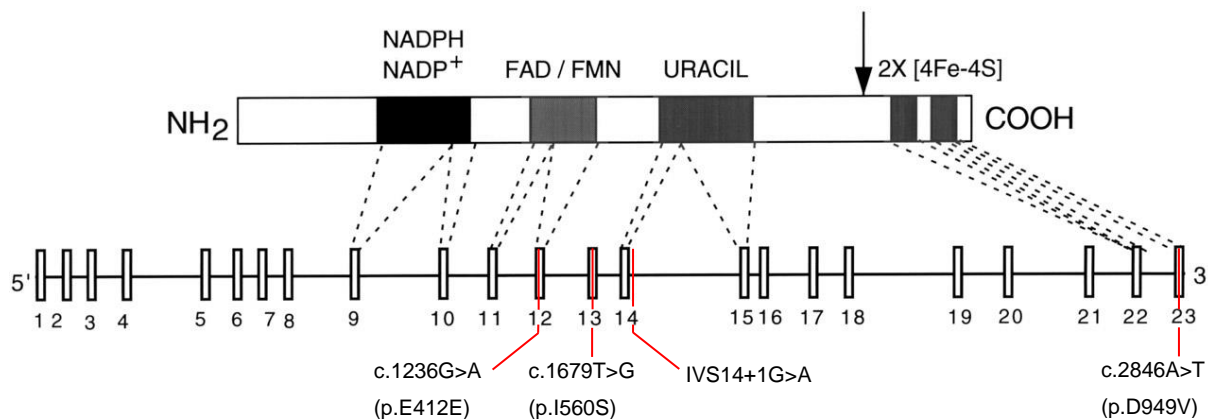 NADPH
NADP+
FAD / FMN
URACIL
2X [4Fe-4S]
NH2
COOH
5'
3
1 2 3 4 5 6 7 8 9 10 11 12 13 14 15 16 17 18 19 20 21 22 23
c.1236G>A
(p.E412E)
c.1679T>G
(p.I560S)
IVS14+1G>A
c.2846A>T
(p.D949V)